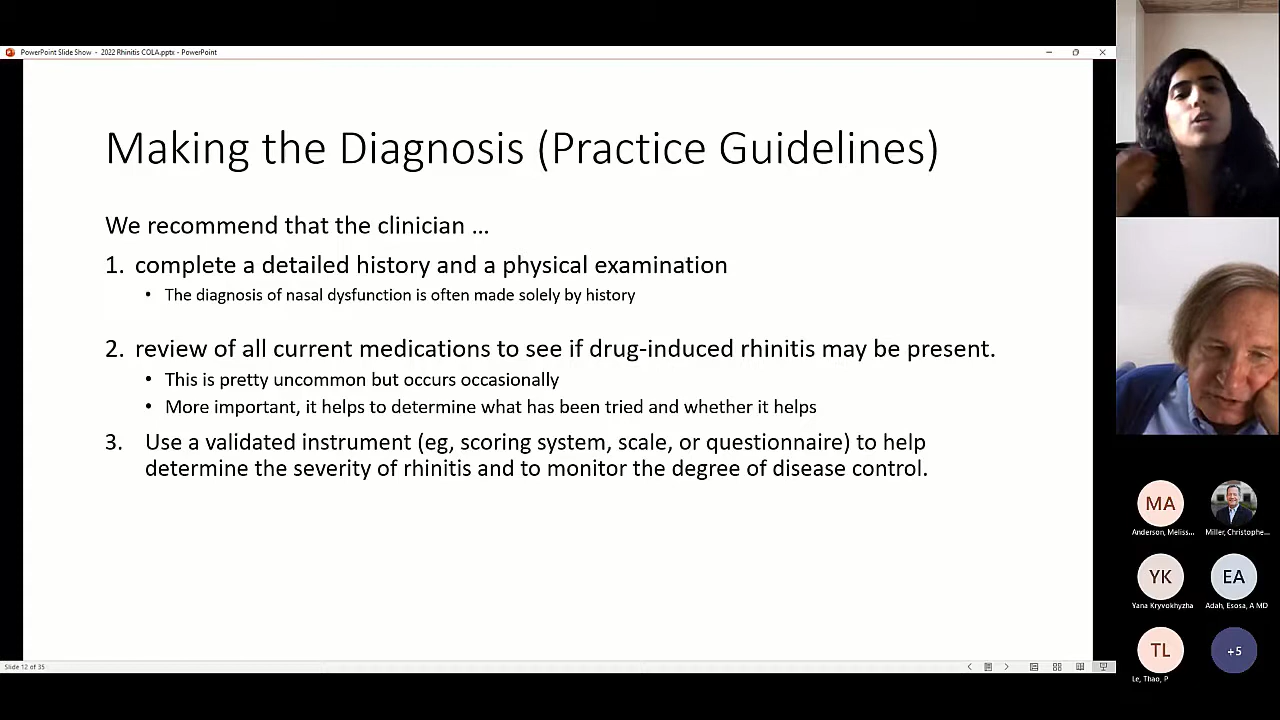 PowerPoint Slide Show - 2022 Rhinitis COLA.pptx - PowerPoint
Making the Diagnosis (Practice Guidelines)
We recommend that the clinician ...
1. complete a detailed history and a physical examination
• The diagnosis of nasal dysfunction is often made solely by history
2. review of all current medications to see if drug-induced rhinitis may be present.
• This is pretty uncommon but occurs occasionally
• More important, it helps to determine what has been tried and whether it helps
3. Use a validated instrument (eg, scoring system, scale, or questionnaire) to help
determine the severity of rhinitis and to monitor the degree of disease control.
Slide 12 of 35
MA
Anderson, Meliss...
Miller, Christophe...
YK
EA
Yana Kryvokhyzha
Adah, Esosa, A MD
TL
+5
Le, Thao, P